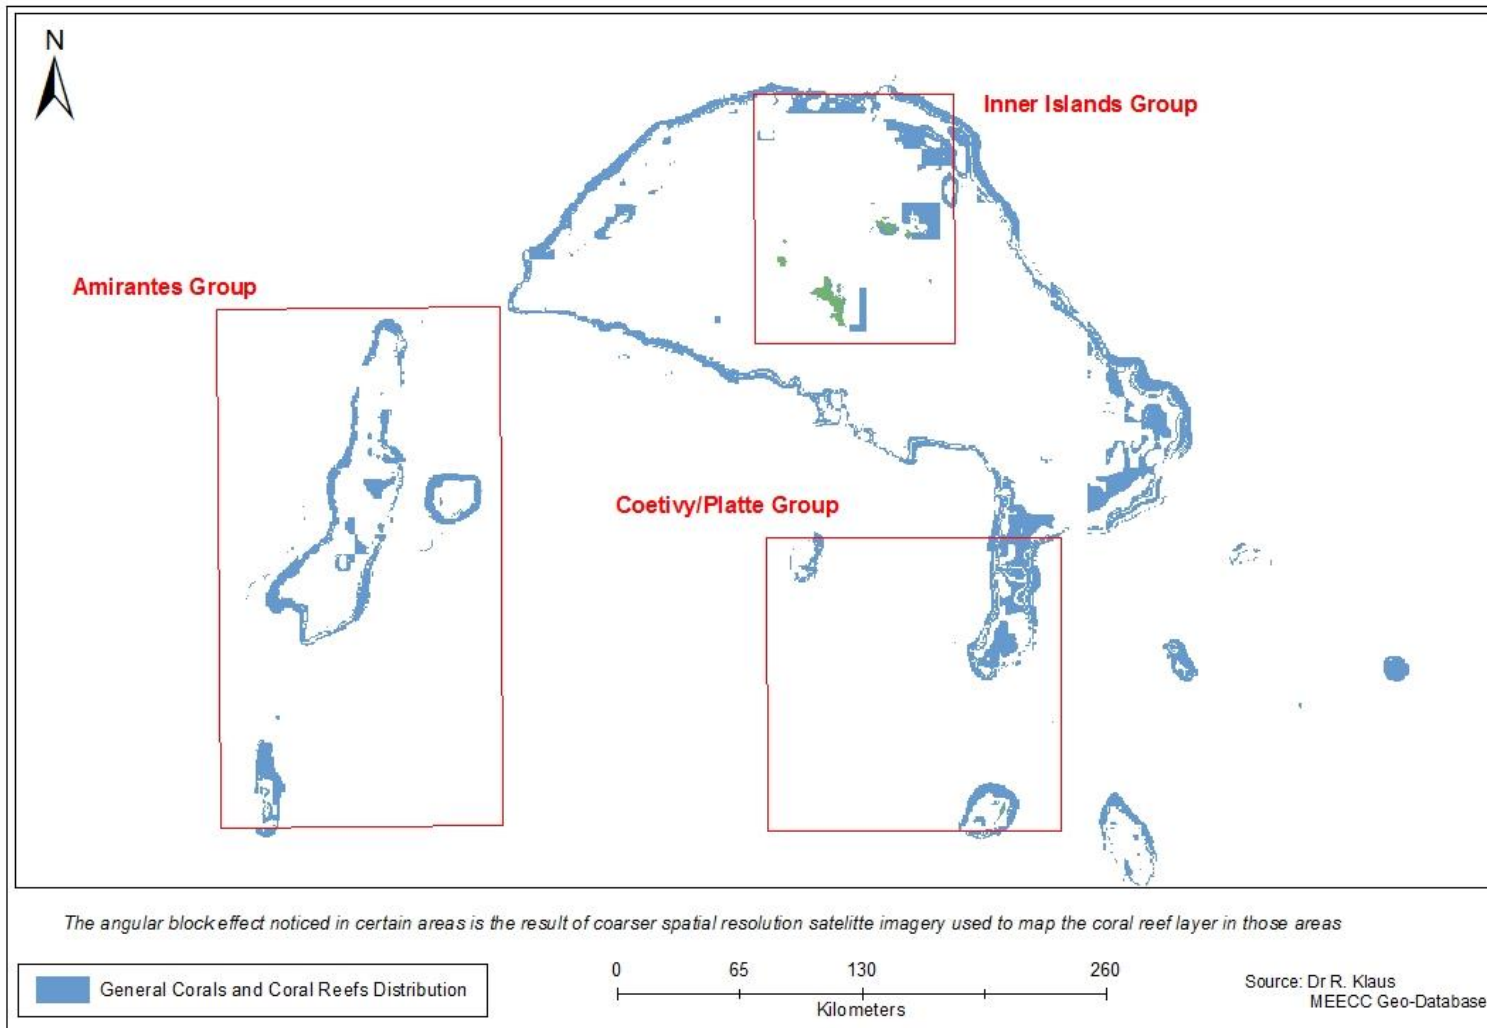 N
Inner Islands Group
Amirantes Group
Coetivy/Platte Group
The angular block effect noticed in certain areas is the result of coarser spatial resolution satelitte imagery used to map the coral reef layer in those areas
General Corals and Coral Reefs Distribution
0 65 130 260
Kilometers
Source: Dr R. Klaus
MEECC Geo-Database